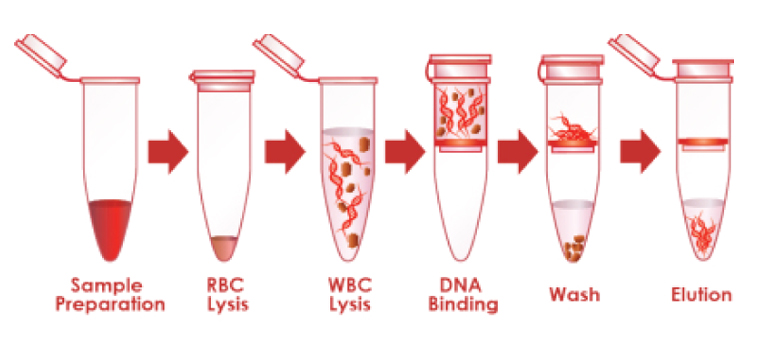 Sample
Preparation
RBC
Lysis
WBC
Lysis
DNA
Binding
Wash
Elution